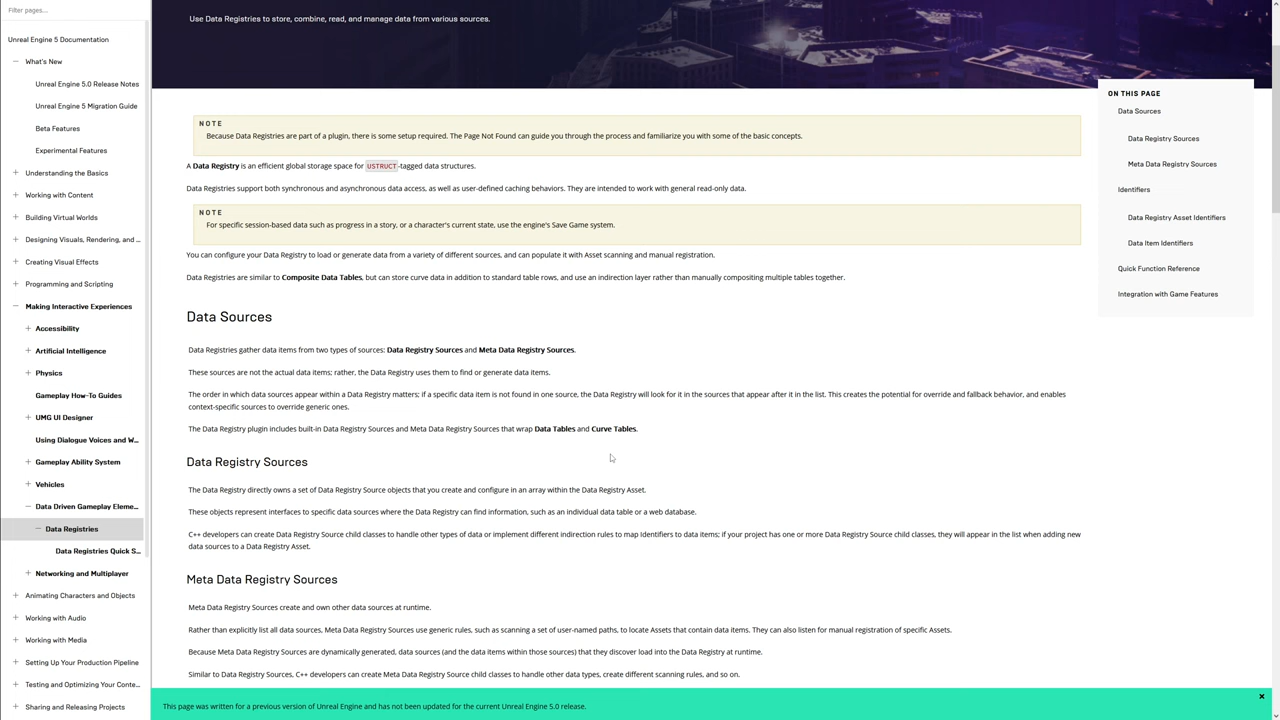 Filter pages...
Unreal Engine 5 Documentation
What's New
Unreal Engine 5.0 Release Notes
Unreal Engine 5 Migration Guide
Beta Features
Experimental Features
Understanding the Basics
Working with Content
Building Virtual Worlds
Designing Visuals, Rendering, and ...
Creating Visual Effects
Programming and Scripting
Making Interactive Experiences
Accessibility
Artificial Intelligence
Physics
Gameplay How-To Guides
UMG UI Designer
Using Dialogue Voices and W...
Gameplay Ability System
Vehicles
Data Driven Gameplay Eleme...
Data Registries
Data Registries Quick S...
Networking and Multiplayer
Animating Characters and Objects
Working with Audio
Working with Media
Setting Up Your Production Pipeline
Testing and Optimizing Your Conte...
Sharing and Releasing Projects
Use Data Registries to store, combine, read, and manage data from various sources.
NOTE
Because Data Registries are part of a plugin, there is some setup required. The Page Not Found can guide you through the process and familiarize you with some of the basic concepts.
A Data Registry is an efficient global storage space for USTRUCT-tagged data structures.
Data Registries support both synchronous and asynchronous data access, as well as user-defined caching behaviors. They are intended to work with general read-only data.
NOTE
For specific session-based data such as progress in a story, or a character's current state, use the engine's Save Game system.
You can configure your Data Registry to load or generate data from a variety of different sources, and can populate it with Asset scanning and manual registration.
Data Registries are similar to Composite Data Tables, but can store curve data in addition to standard table rows, and use an indirection layer rather than manually compositing multiple tables together.
Data Sources
Data Registries gather data items from two types of sources: Data Registry Sources and Meta Data Registry Sources.
These sources are not the actual data items; rather, the Data Registry uses them to find or generate data items.
The order in which data sources appear within a Data Registry matters; if a specific data item is not found in one source, the Data Registry will look for it in the sources that appear after it in the list. This creates the potential for override and fallback behavior, and enables
context-specific sources to override generic ones.
The Data Registry plugin includes built-in Data Registry Sources and Meta Data Registry Sources that wrap Data Tables and Curve Tables.
Data Registry Sources
The Data Registry directly owns a set of Data Registry Source objects that you create and configure in an array within the Data Registry Asset.
These objects represent interfaces to specific data sources where the Data Registry can find information, such as an individual data table or a web database.
C++ developers can create Data Registry Source child classes to handle other types of data or implement different indirection rules to map Identifiers to data items; if your project has one or more Data Registry Source child classes, they will appear in the list when adding new
data sources to a Data Registry Asset.
Meta Data Registry Sources
Meta Data Registry Sources create and own other data sources at runtime.
Rather than explicitly list all data sources, Meta Data Registry Sources use generic rules, such as scanning a set of user-named paths, to locate Assets that contain data items. They can also listen for manual registration of specific Assets.
Because Meta Data Registry Sources are dynamically generated, data sources (and the data items within those sources) that they discover load into the Data Registry at runtime.
Similar to Data Registry Sources, C++ developers can create Meta Data Registry Source child classes to handle other data types, create different scanning rules, and so on.
ON THIS PAGE
Data Sources
Data Registry Sources
Meta Data Registry Sources
Identifiers
Data Registry Asset Identifiers
Data Item Identifiers
Quick Function Reference
Integration with Game Features
This page was written for a previous version of Unreal Engine and has not been updated for the current Unreal Engine 5.0 release.